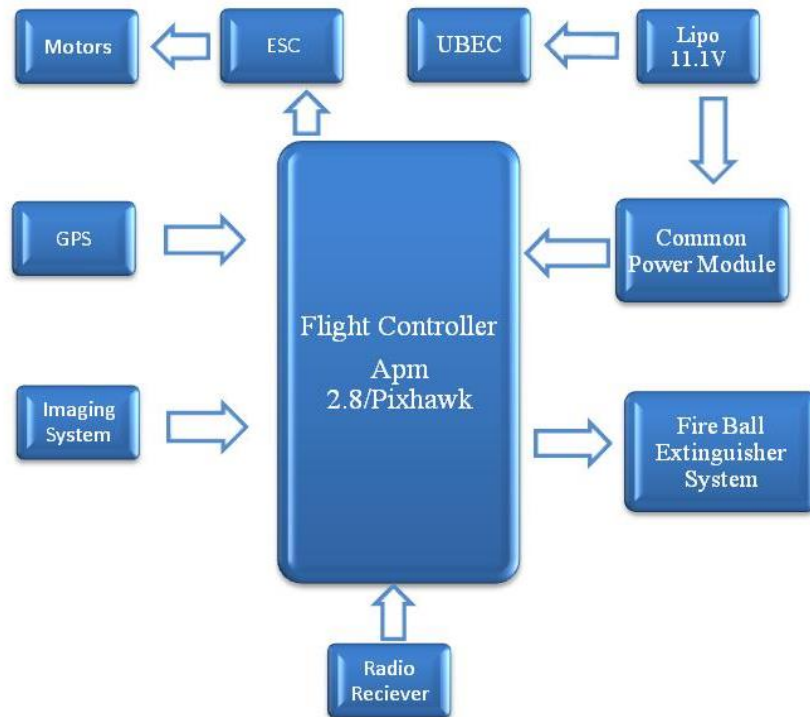 Motors
ESC
UBEC
Lipo
11.1V
GPS
Common
Power Module
Flight Controller
Apm
2.8/Pixhawk
Imaging
System
Fire Ball
Extinguisher
System
Radio
Reciever